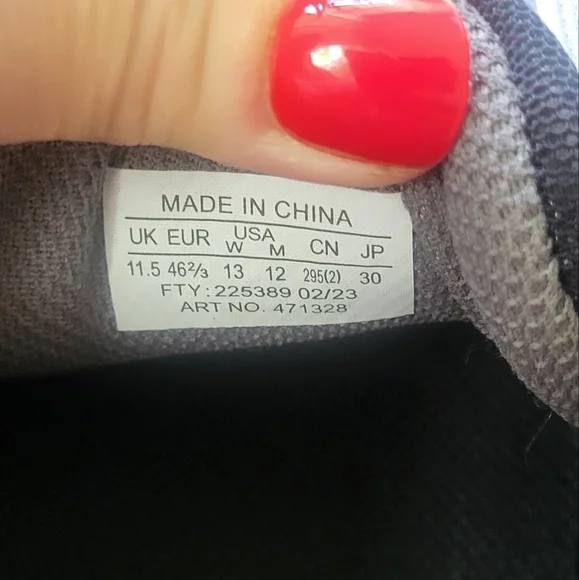 MADE IN CHINA
UK EUR USA W M CN JP
11.5 46⅔ 13 12 295(2) 30
FTY: 225389 02/23
ART NO. 471328